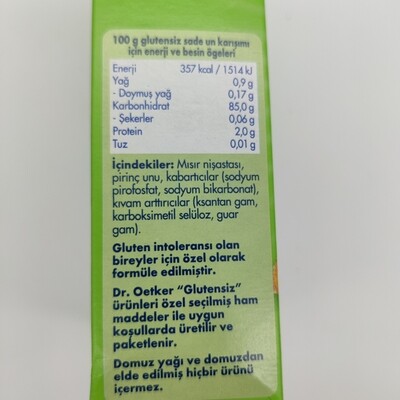 100 g glutensiz sade un karışımı
için enerji ve besin ögeleri
Enerji 357 kcal / 1514 kJ
Yağ 0,9 g
- Doymuş yağ 0,17 g
Karbonhidrat 85,0 g
- Şekerler 0,06 g
Protein 2,0 g
Tuz 0,01 g
İçindekiler: Mısır nişastası,
pirinç unu, kabartıcılar (sodyum
pirofosfat, sodyum bikarbonat),
kıvam arttırıcılar (ksantan gam,
karboksimetil selüloz, guar
gam).
Gluten intoleransı olan
bireyler için özel olarak
formüle edilmiştir.
Dr. Oetker "Glutensiz"
ürünleri özel seçilmiş ham
maddeler ile uygun
koşullarda üretilir ve
paketlenir.
Domuz yağı ve domuzdan
elde edilmiş hiçbir ürünü
içermez.